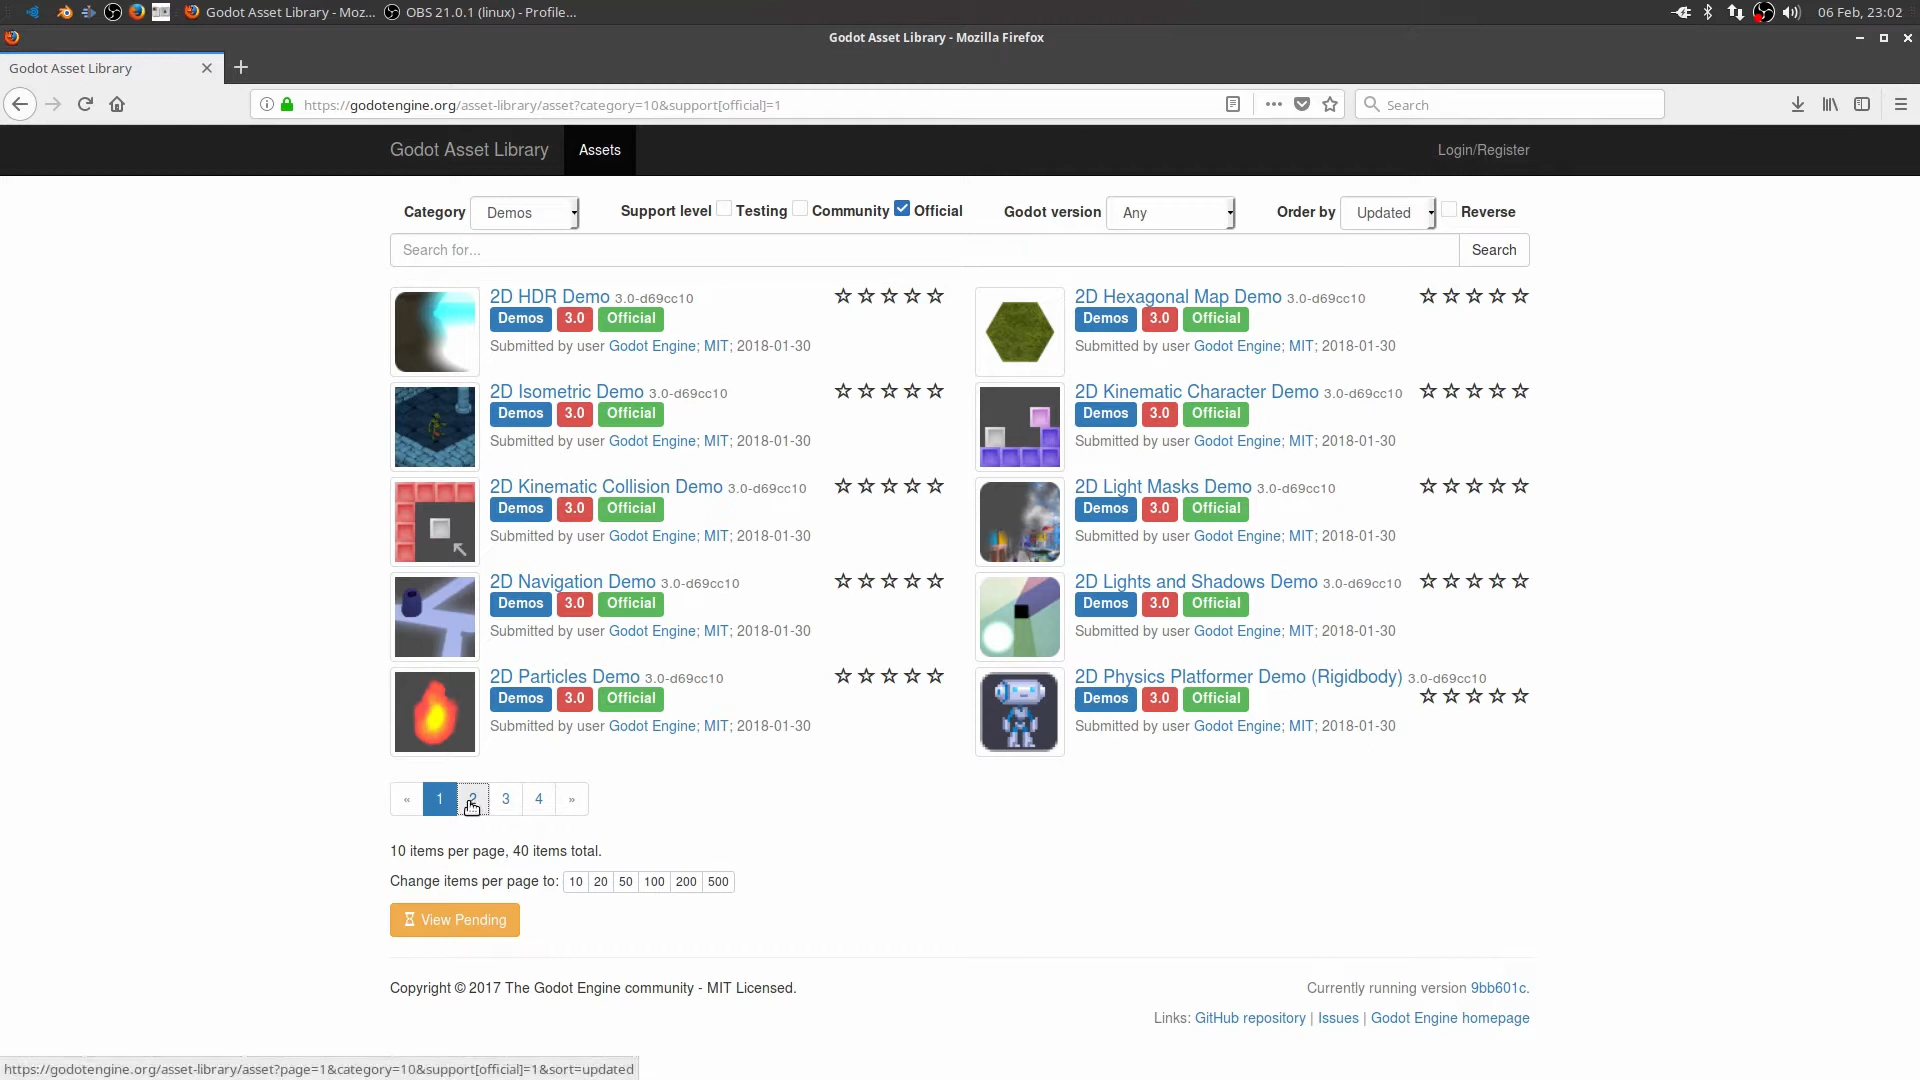 Godot Asset Library - Moz... OBS 21.0.1 (linux) - Profile... 06 Feb, 23:02
Godot Asset Library - Mozilla Firefox
Godot Asset Library
https://godotengine.org/asset-library/asset?category=10&support[official]=1 Search
Godot Asset Library Assets Login/Register
Category Demos Support level Testing Community Official Godot version Any Order by Updated Reverse
Search for... Search
2D HDR Demo 3.0-d69cc10
Demos 3.0 Official
Submitted by user Godot Engine; MIT; 2018-01-30
2D Hexagonal Map Demo 3.0-d69cc10
Demos 3.0 Official
Submitted by user Godot Engine; MIT; 2018-01-30
2D Isometric Demo 3.0-d69cc10
Demos 3.0 Official
Submitted by user Godot Engine; MIT; 2018-01-30
2D Kinematic Character Demo 3.0-d69cc10
Demos 3.0 Official
Submitted by user Godot Engine; MIT; 2018-01-30
2D Kinematic Collision Demo 3.0-d69cc10
Demos 3.0 Official
Submitted by user Godot Engine; MIT; 2018-01-30
2D Light Masks Demo 3.0-d69cc10
Demos 3.0 Official
Submitted by user Godot Engine; MIT; 2018-01-30
2D Navigation Demo 3.0-d69cc10
Demos 3.0 Official
Submitted by user Godot Engine; MIT; 2018-01-30
2D Lights and Shadows Demo 3.0-d69cc10
Demos 3.0 Official
Submitted by user Godot Engine; MIT; 2018-01-30
2D Particles Demo 3.0-d69cc10
Demos 3.0 Official
Submitted by user Godot Engine; MIT; 2018-01-30
2D Physics Platformer Demo (Rigidbody) 3.0-d69cc10
Demos 3.0 Official
Submitted by user Godot Engine; MIT; 2018-01-30
« 1 2 3 4 »
10 items per page, 40 items total.
Change items per page to: 10 20 50 100 200 500
View Pending
Copyright © 2017 The Godot Engine community - MIT Licensed. Currently running version 9bb601c.
Links: GitHub repository | Issues | Godot Engine homepage
https://godotengine.org/asset-library/asset?page=1&category=10&support[official]=1&sort=updated